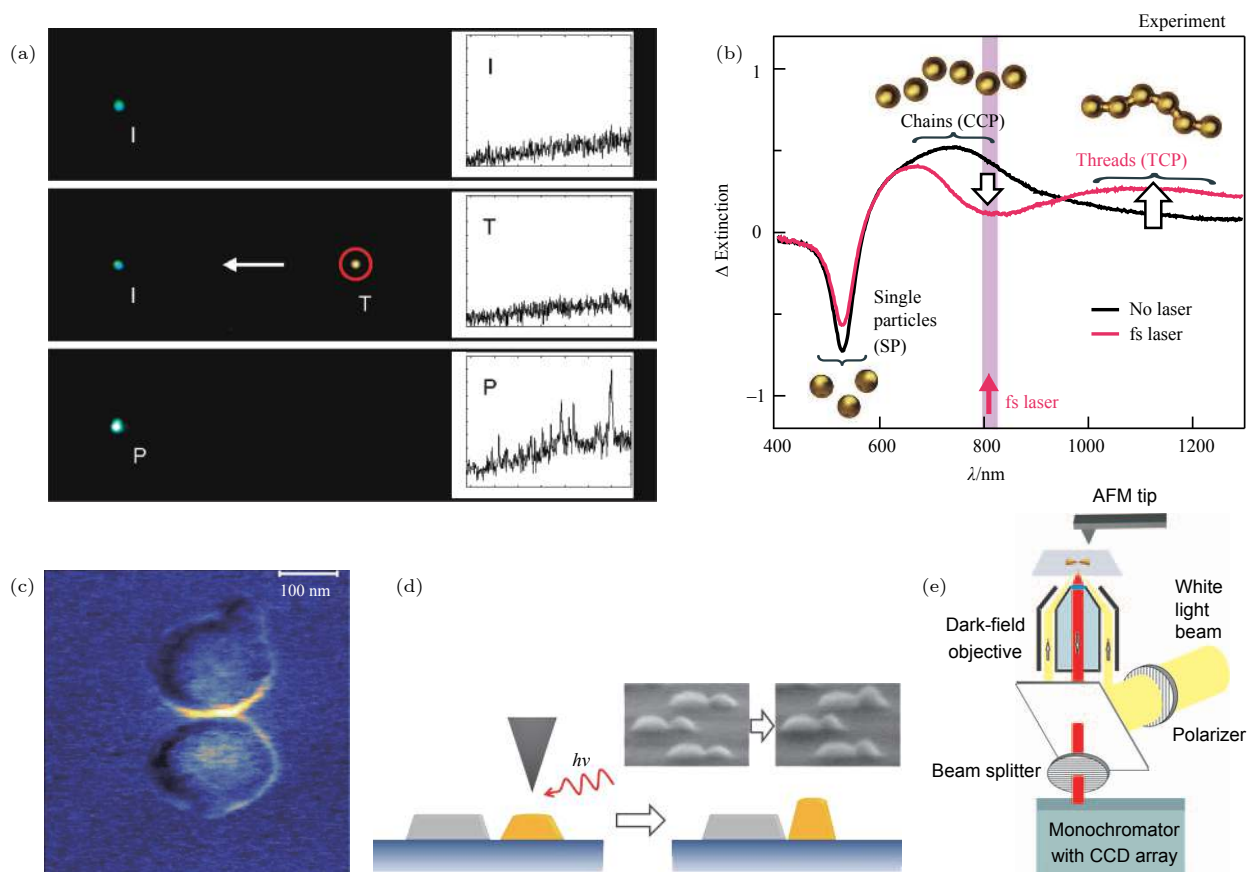 (a)
I
I
I
T
T
P
P
(b)
Experiment
1
0
−1
Δ Extinction
Chains (CCP)
Threads (TCP)
Single
particles
(SP)
No laser
fs laser
fs laser
400
600
800
1000
1200
λ/nm
(c)
100 nm
(d)
hν
(e)
AFM tip
White
light
beam
Dark-field
objective
Polarizer
Beam splitter
Monochromator
with CCD array